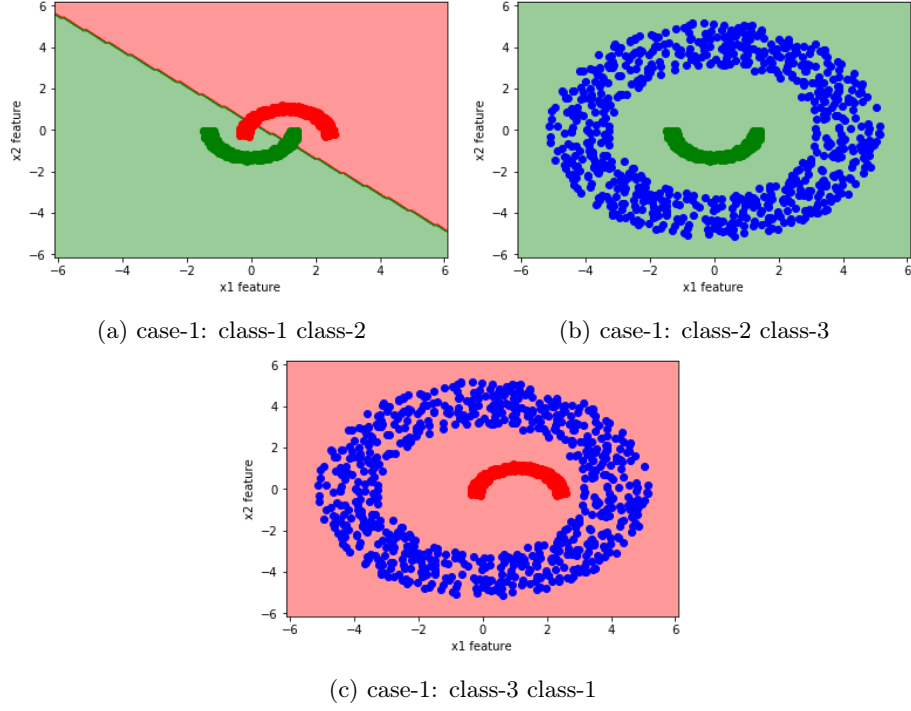 6
4
2
0
−2
−4
−6
x2 feature
−6 −4 −2 0 2 4 6
x1 feature
(a) case-1: class-1 class-2
6
4
2
0
−2
−4
−6
x2 feature
−6 −4 −2 0 2 4 6
x1 feature
(b) case-1: class-2 class-3
6
4
2
0
−2
−4
−6
x2 feature
−6 −4 −2 0 2 4 6
x1 feature
(c) case-1: class-3 class-1